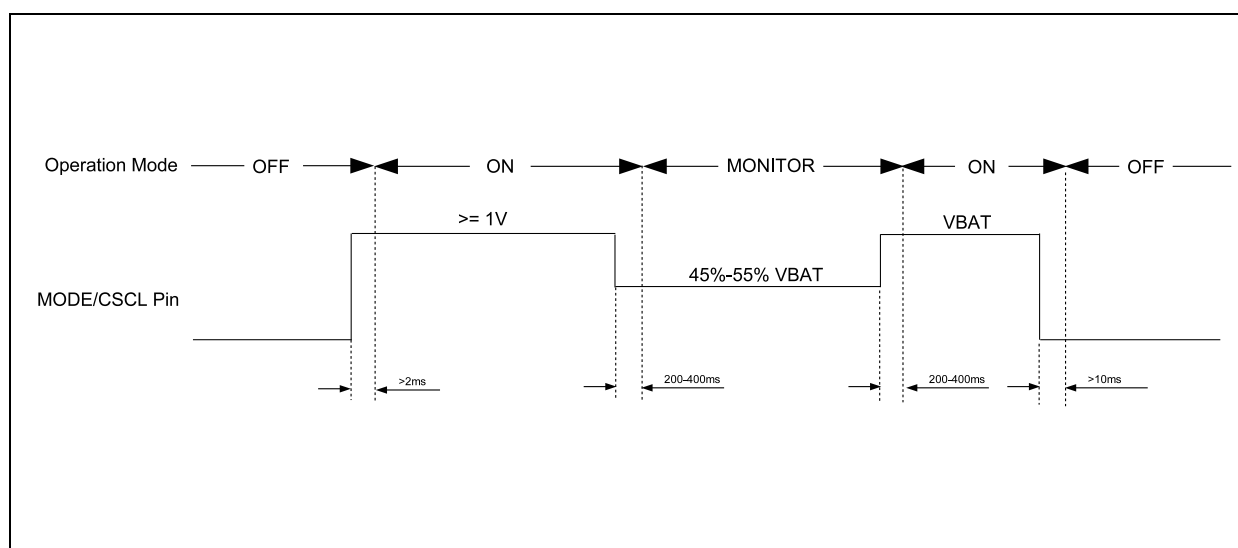 Operation Mode OFF ON MONITOR ON OFF
>= 1V VBAT
45%-55% VBAT
MODE/CSCL Pin
>2ms 200-400ms 200-400ms >10ms